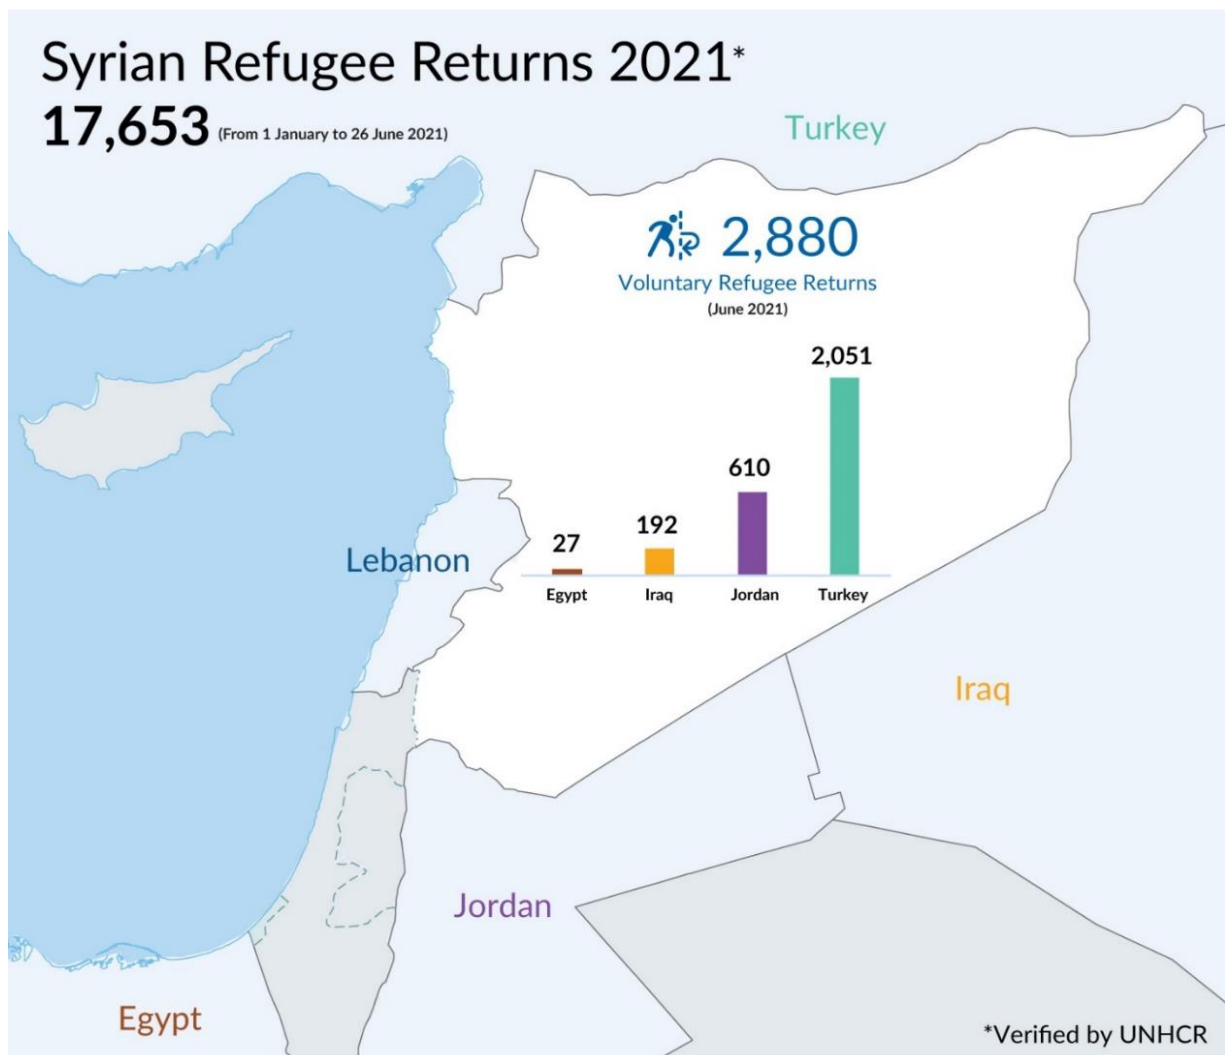 Syrian Refugee Returns 2021*
17,653 (From 1 January to 26 June 2021)
Turkey
2,880
Voluntary Refugee Returns
(June 2021)
2,051
610
192
27
Egypt Iraq Jordan Turkey
Lebanon
Iraq
Jordan
Egypt
*Verified by UNHCR